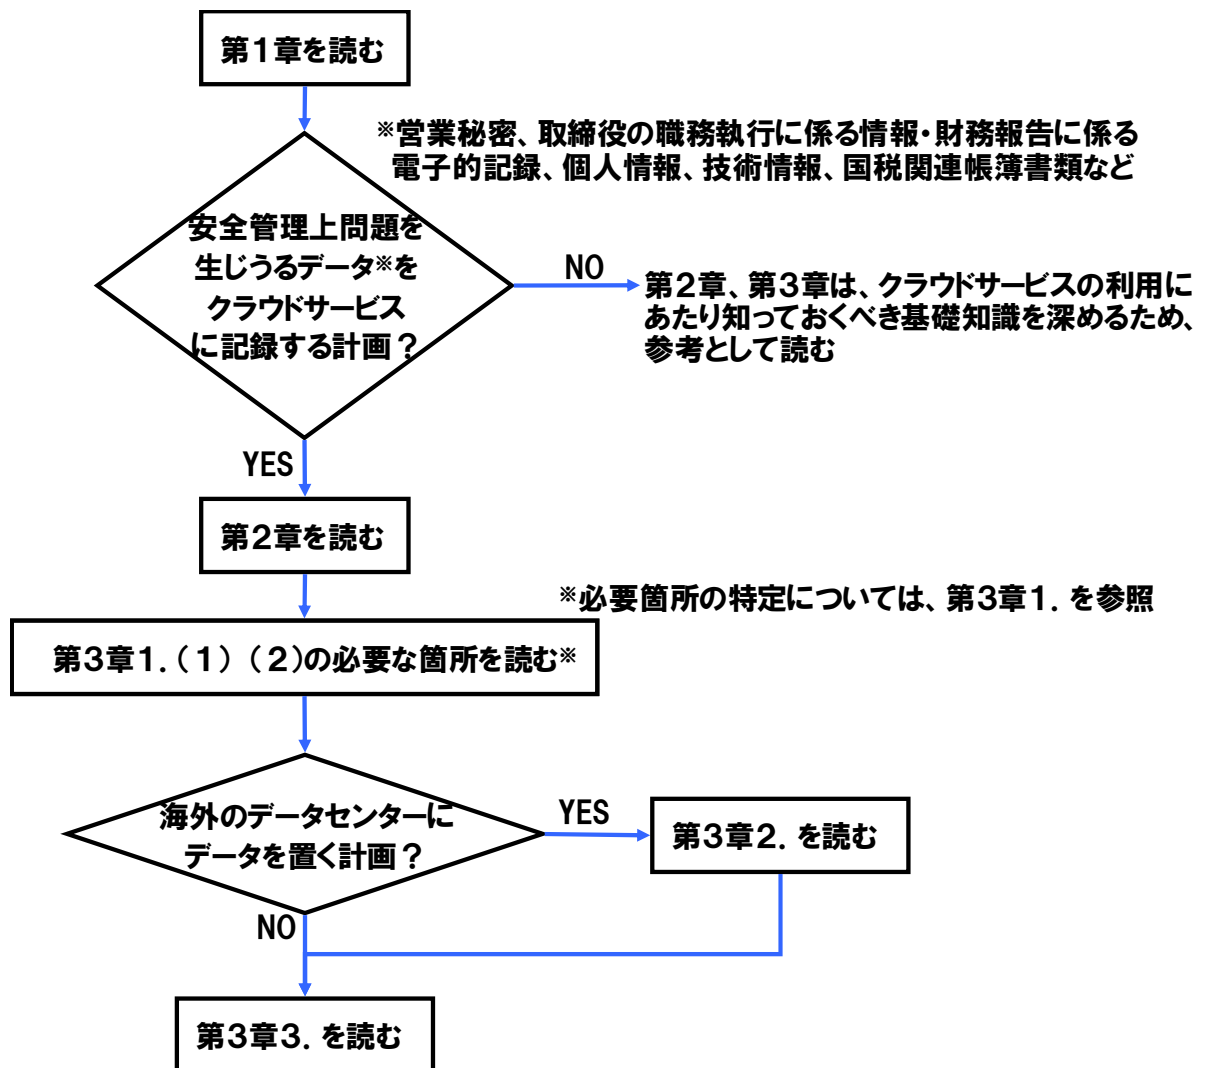 第１章を読む
※営業秘密、取締役の職務執行に係る情報・財務報告に係る
電子的記録、個人情報、技術情報、国税関連帳簿書類など
安全管理上問題を
生じうるデータ※を
クラウドサービス
に記録する計画？
NO
第２章、第３章は、クラウドサービスの利用に
あたり知っておくべき基礎知識を深めるため、
参考として読む
YES
第２章を読む
※必要箇所の特定については、第３章１．を参照
第３章１．（１）（２）の必要な箇所を読む※
海外のデータセンターに
データを置く計画？
YES
第３章２．を読む
NO
第３章３．を読む